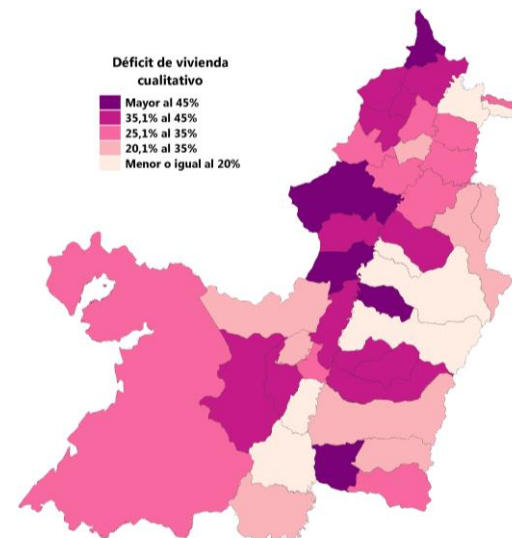 Déficit de vivienda
cualitativo
Mayor al 45%
35,1% al 45%
25,1% al 35%
20,1% al 35%
Menor o igual al 20%